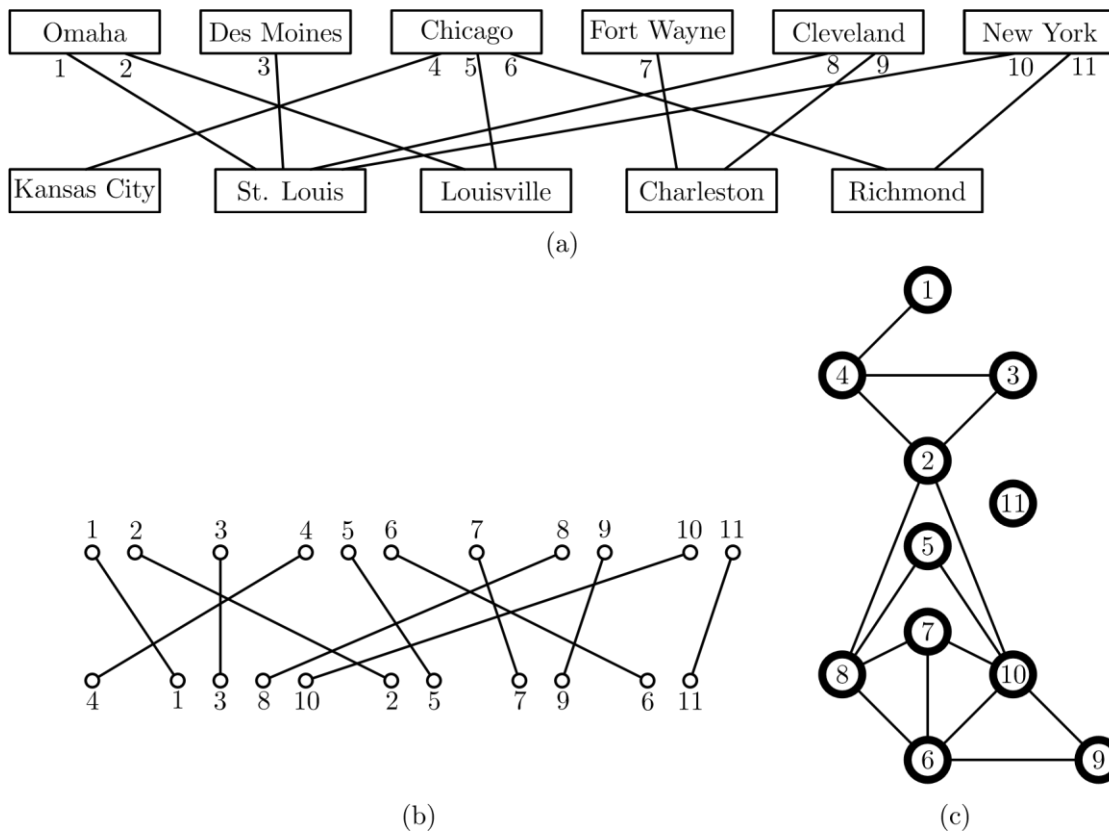 Omaha Des Moines Chicago Fort Wayne Cleveland New York
1 2 3 4 5 6 7 8 9 10 11
Kansas City St. Louis Louisville Charleston Richmond
(a)
1 2 3 4 5 6 7 8 9 10 11
4 1 3 8 10 2 5 7 9 6 11
(b)
1
4 3
2
11
5
7
8 10
6 9
(c)